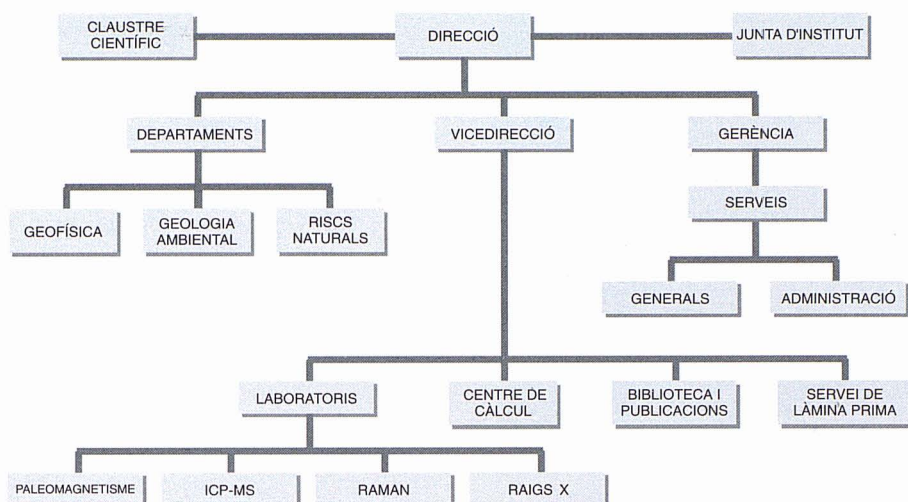 CLAUSTRE
CIENTÍFIC
DIRECCIÓ
JUNTA D'INSTITUT
DEPARTAMENTS
VICEDIRECCIÓ
GERÈNCIA
GEOFÍSICA
GEOLOGIA
AMBIENTAL
RISCS
NATURALS
SERVEIS
GENERALS
ADMINISTRACIÓ
LABORATORIS
CENTRE DE
CÀLCUL
BIBLIOTECA I
PUBLICACIONS
SERVEI DE
LÀMINA PRIMA
PALEOMAGNETISME
ICP-MS
RAMAN
RAIGS X